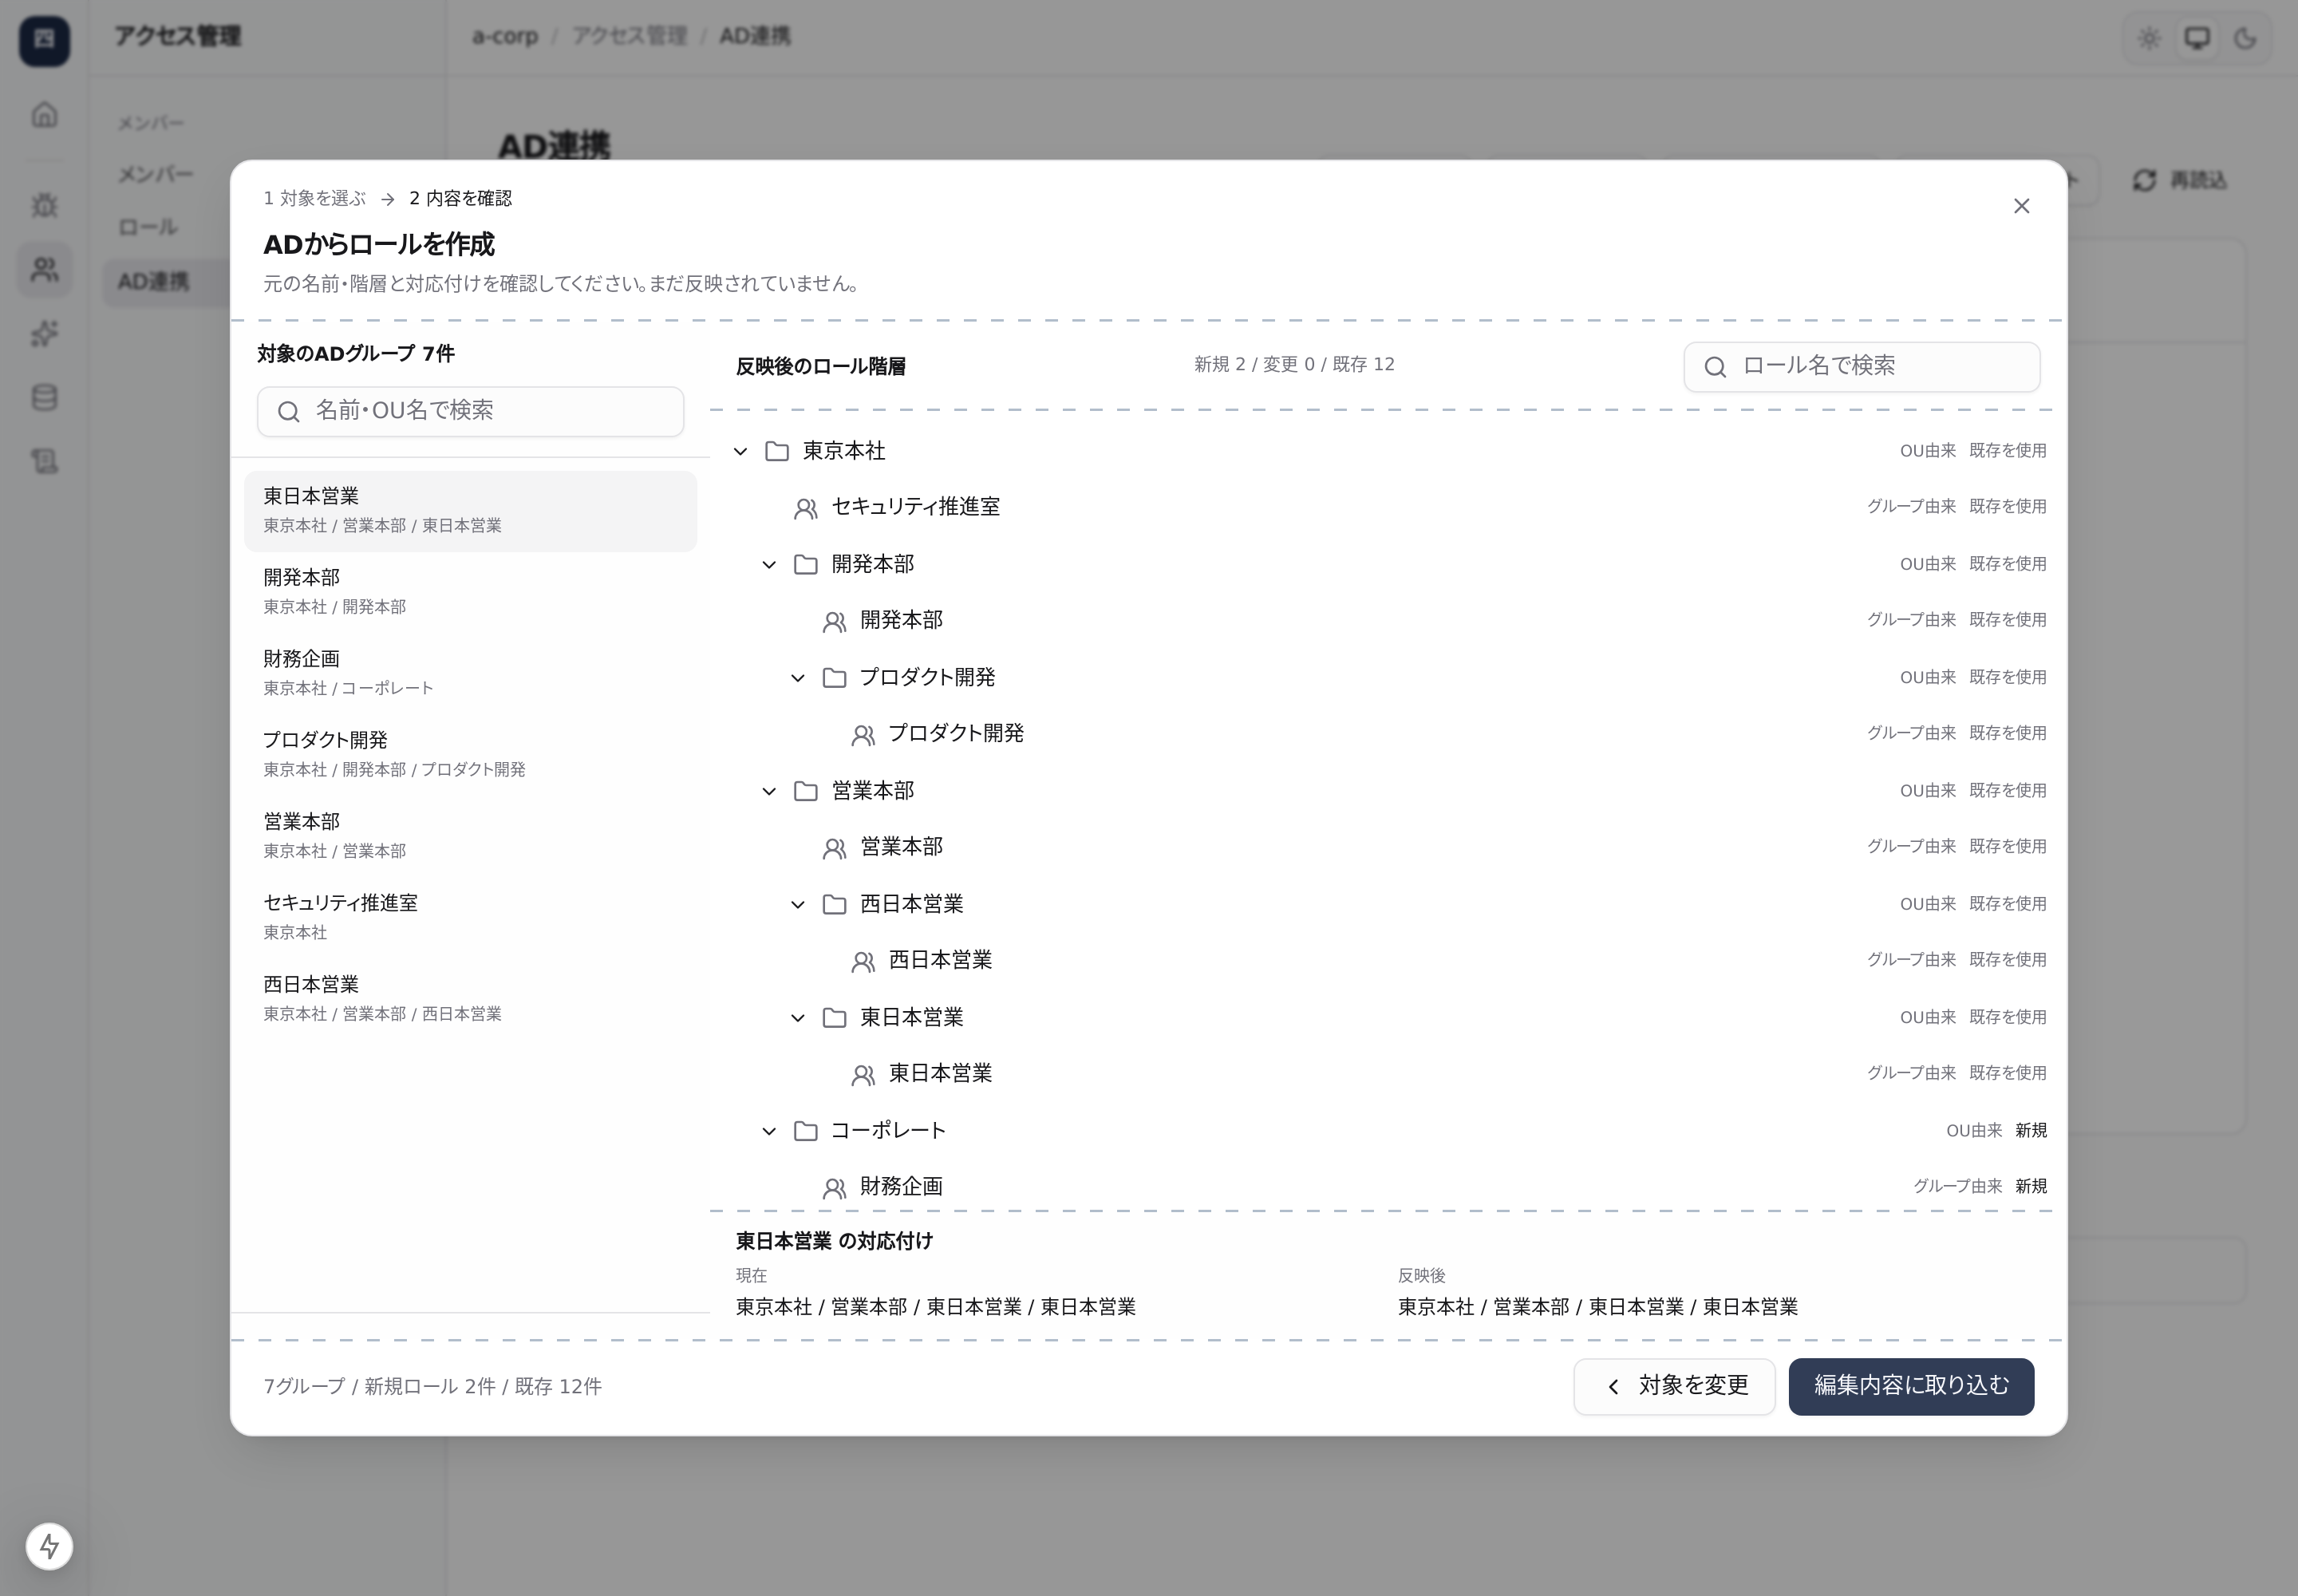 アクセス管理
a-corp / アクセス管理 / AD連携
メンバー
メンバー
ロール
AD連携
AD連携
再読込
1 対象を選ぶ → 2 内容を確認
ADからロールを作成
元の名前・階層と対応付けを確認してください。まだ反映されていません。
対象のADグループ 7件
名前・OU名で検索
東日本営業
東京本社 / 営業本部 / 東日本営業
開発本部
東京本社 / 開発本部
財務企画
東京本社 / コーポレート
プロダクト開発
東京本社 / 開発本部 / プロダクト開発
営業本部
東京本社 / 営業本部
セキュリティ推進室
東京本社
西日本営業
東京本社 / 営業本部 / 西日本営業
反映後のロール階層
新規 2 / 変更 0 / 既存 12
ロール名で検索
東京本社 OU由来 既存を使用
セキュリティ推進室 グループ由来 既存を使用
開発本部 OU由来 既存を使用
開発本部 グループ由来 既存を使用
プロダクト開発 OU由来 既存を使用
プロダクト開発 グループ由来 既存を使用
営業本部 OU由来 既存を使用
営業本部 グループ由来 既存を使用
西日本営業 OU由来 既存を使用
西日本営業 グループ由来 既存を使用
東日本営業 OU由来 既存を使用
東日本営業 グループ由来 既存を使用
コーポレート OU由来 新規
財務企画 グループ由来 新規
東日本営業 の対応付け
現在
東京本社 / 営業本部 / 東日本営業 / 東日本営業
反映後
東京本社 / 営業本部 / 東日本営業 / 東日本営業
7グループ / 新規ロール 2件 / 既存 12件
対象を変更
編集内容に取り込む